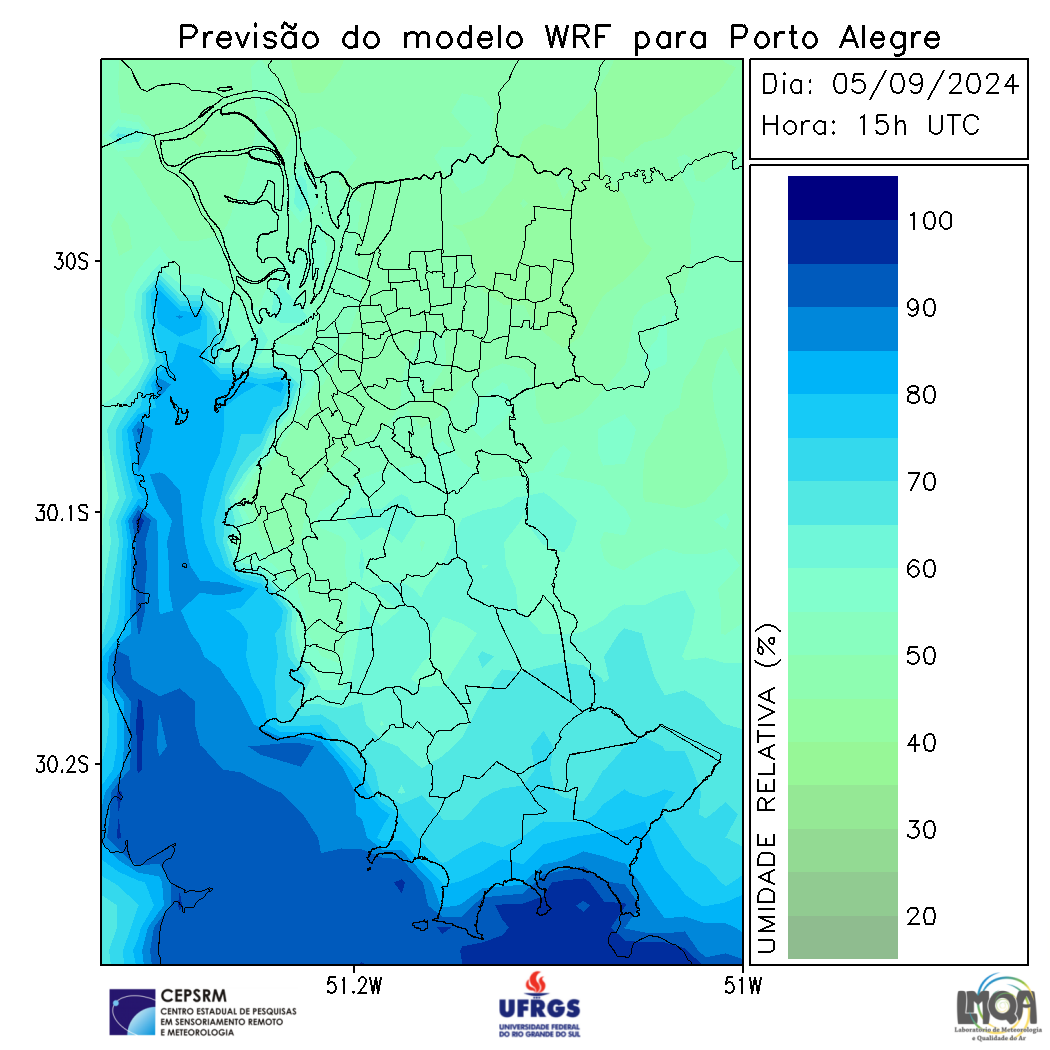 Previsão do modelo WRF para Porto Alegre
Dia: 05/09/2024
Hora: 15h UTC
30S
30.1S
30.2S
51.2W
51W
UMIDADE RELATIVA (%)
100
90
80
70
60
50
40
30
20
CEPSRM
CENTRO ESTADUAL DE PESQUISAS
EM SENSORIAMENTO REMOTO
E METEOROLOGIA
UFRGS
UNIVERSIDADE FEDERAL
DO RIO GRANDE DO SUL
LMQA
Laboratório de Meteorologia
e Qualidade do Ar